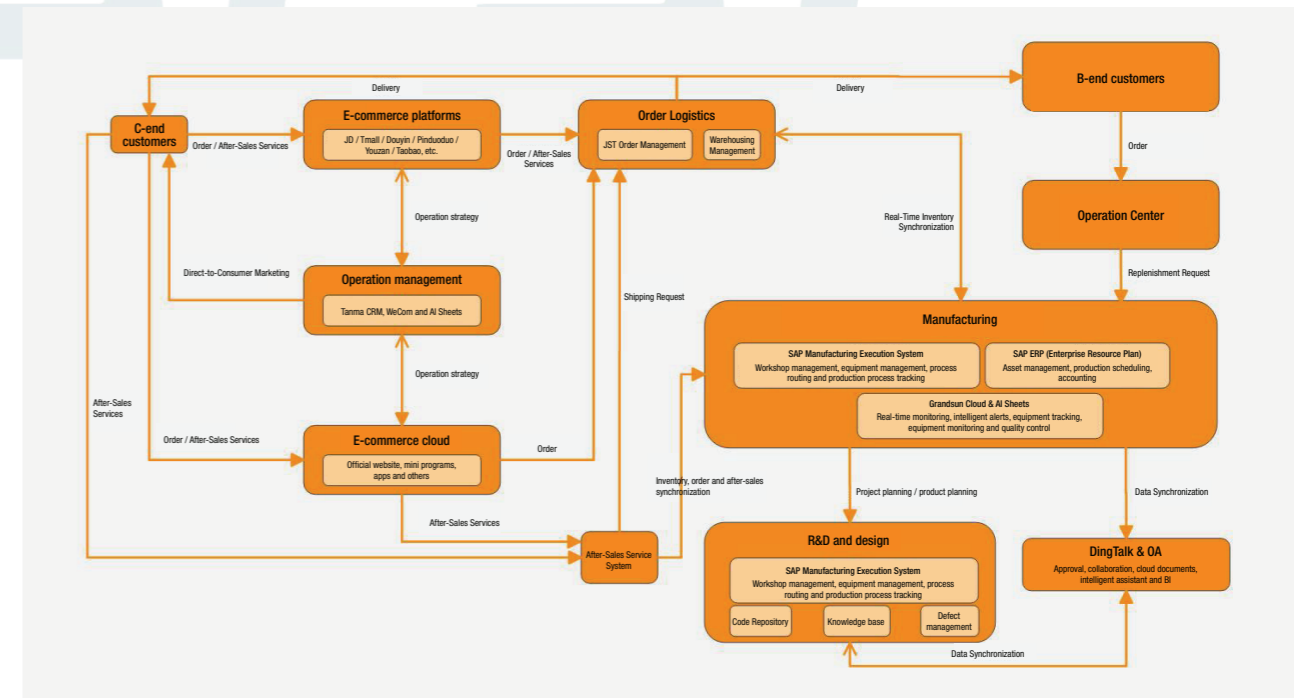 B-end customers
Delivery
Delivery
E-commerce platforms
JD / Tmall / Douyin / Pinduoduo /
Youzan / Taobao, etc.
Order Logistics
JST Order Management
Warehousing
Management
C-end
customers
Order / After-Sales Services
Order / After-Sales
Services
Order
Operation Center
Operation strategy
Real-Time Inventory
Synchronization
Direct-to-Consumer Marketing
Operation management
Tanma CRM, WeCom and AI Sheets
Shipping Request
Replenishment Request
Manufacturing
SAP Manufacturing Execution System
Workshop management, equipment management, process
routing and production process tracking
SAP ERP (Enterprise Resource Plan)
Asset management, production scheduling,
accounting
Grandsun Cloud & AI Sheets
Real-time monitoring, intelligent alerts, equipment tracking,
equipment monitoring and quality control
Operation strategy
After-Sales
Services
Order / After-Sales Services
E-commerce cloud
Official website, mini programs,
apps and others
Order
Inventory, order and after-sales
synchronization
Project planning / product planning
Data Synchronization
After-Sales Services
After-Sales Service
System
R&D and design
SAP Manufacturing Execution System
Workshop management, equipment management, process
routing and production process tracking
Code Repository
Knowledge base
Defect
management
DingTalk & OA
Approval, collaboration, cloud documents,
intelligent assistant and BI
Data Synchronization